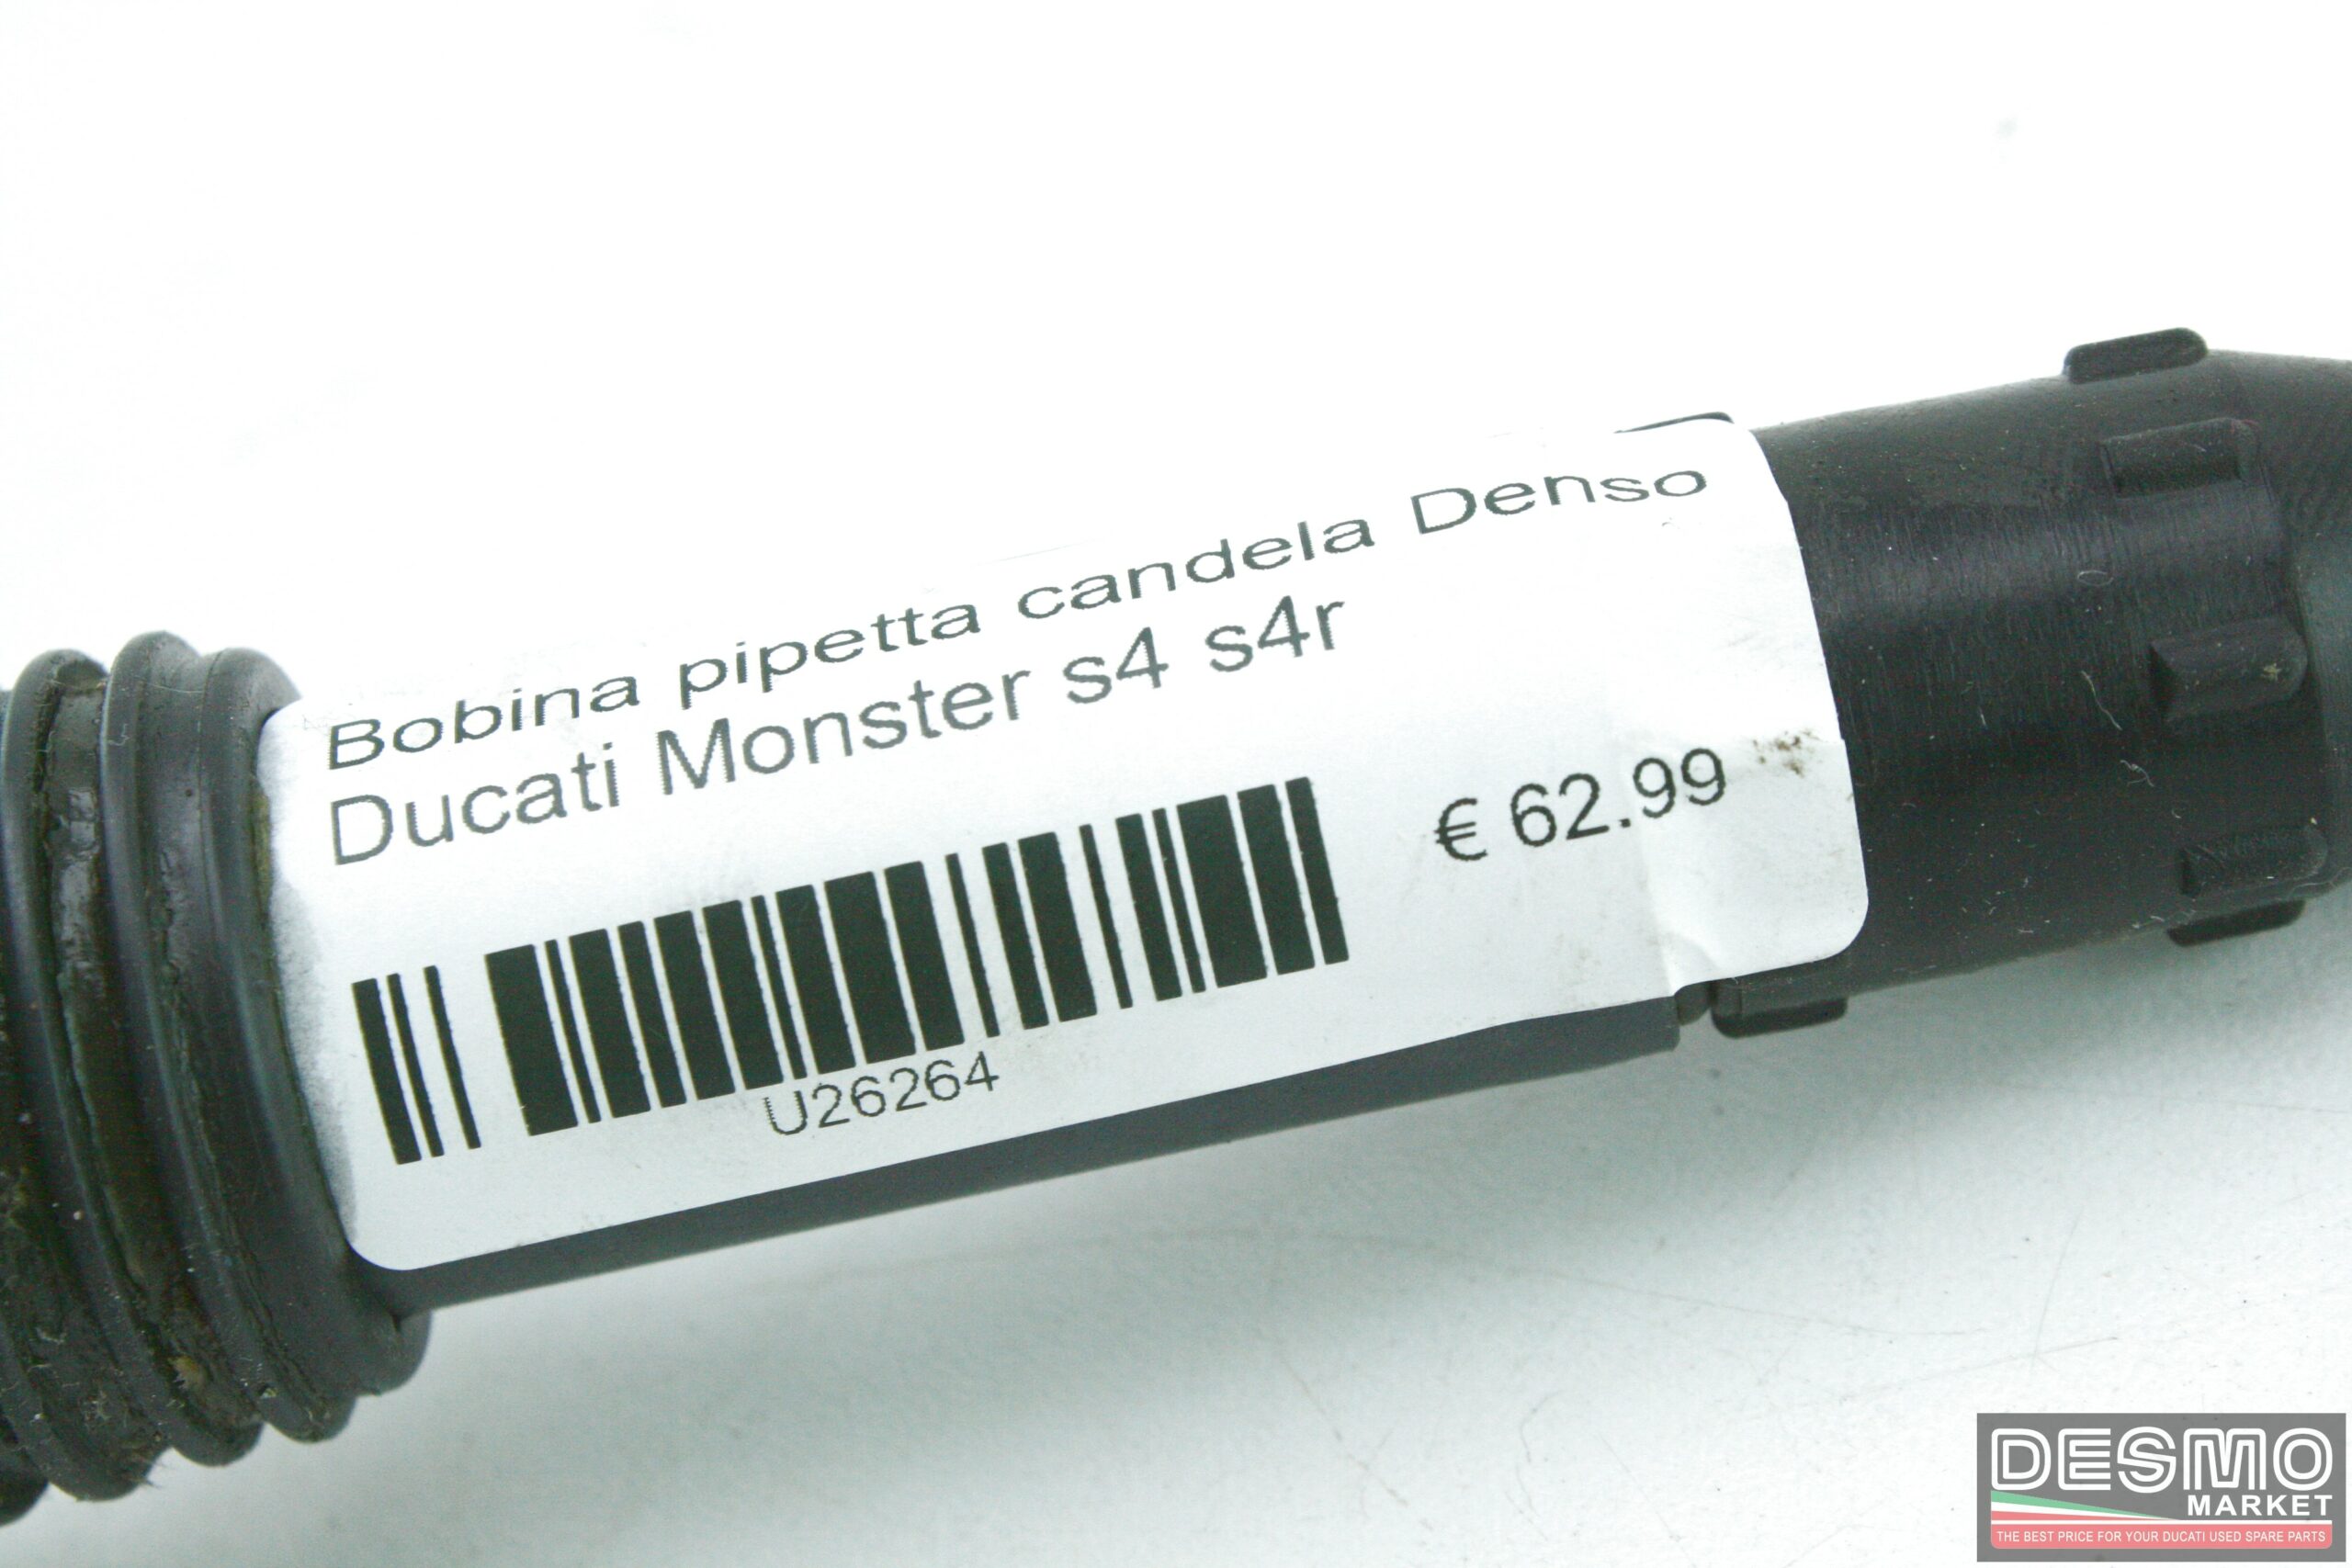 Bobina pipetta candela Denso
Ducati Monster s4 s4r
€ 62.99
U26264
DESMO
MARKET
THE BEST PRICE FOR YOUR DUCATI USED SPARE PARTS